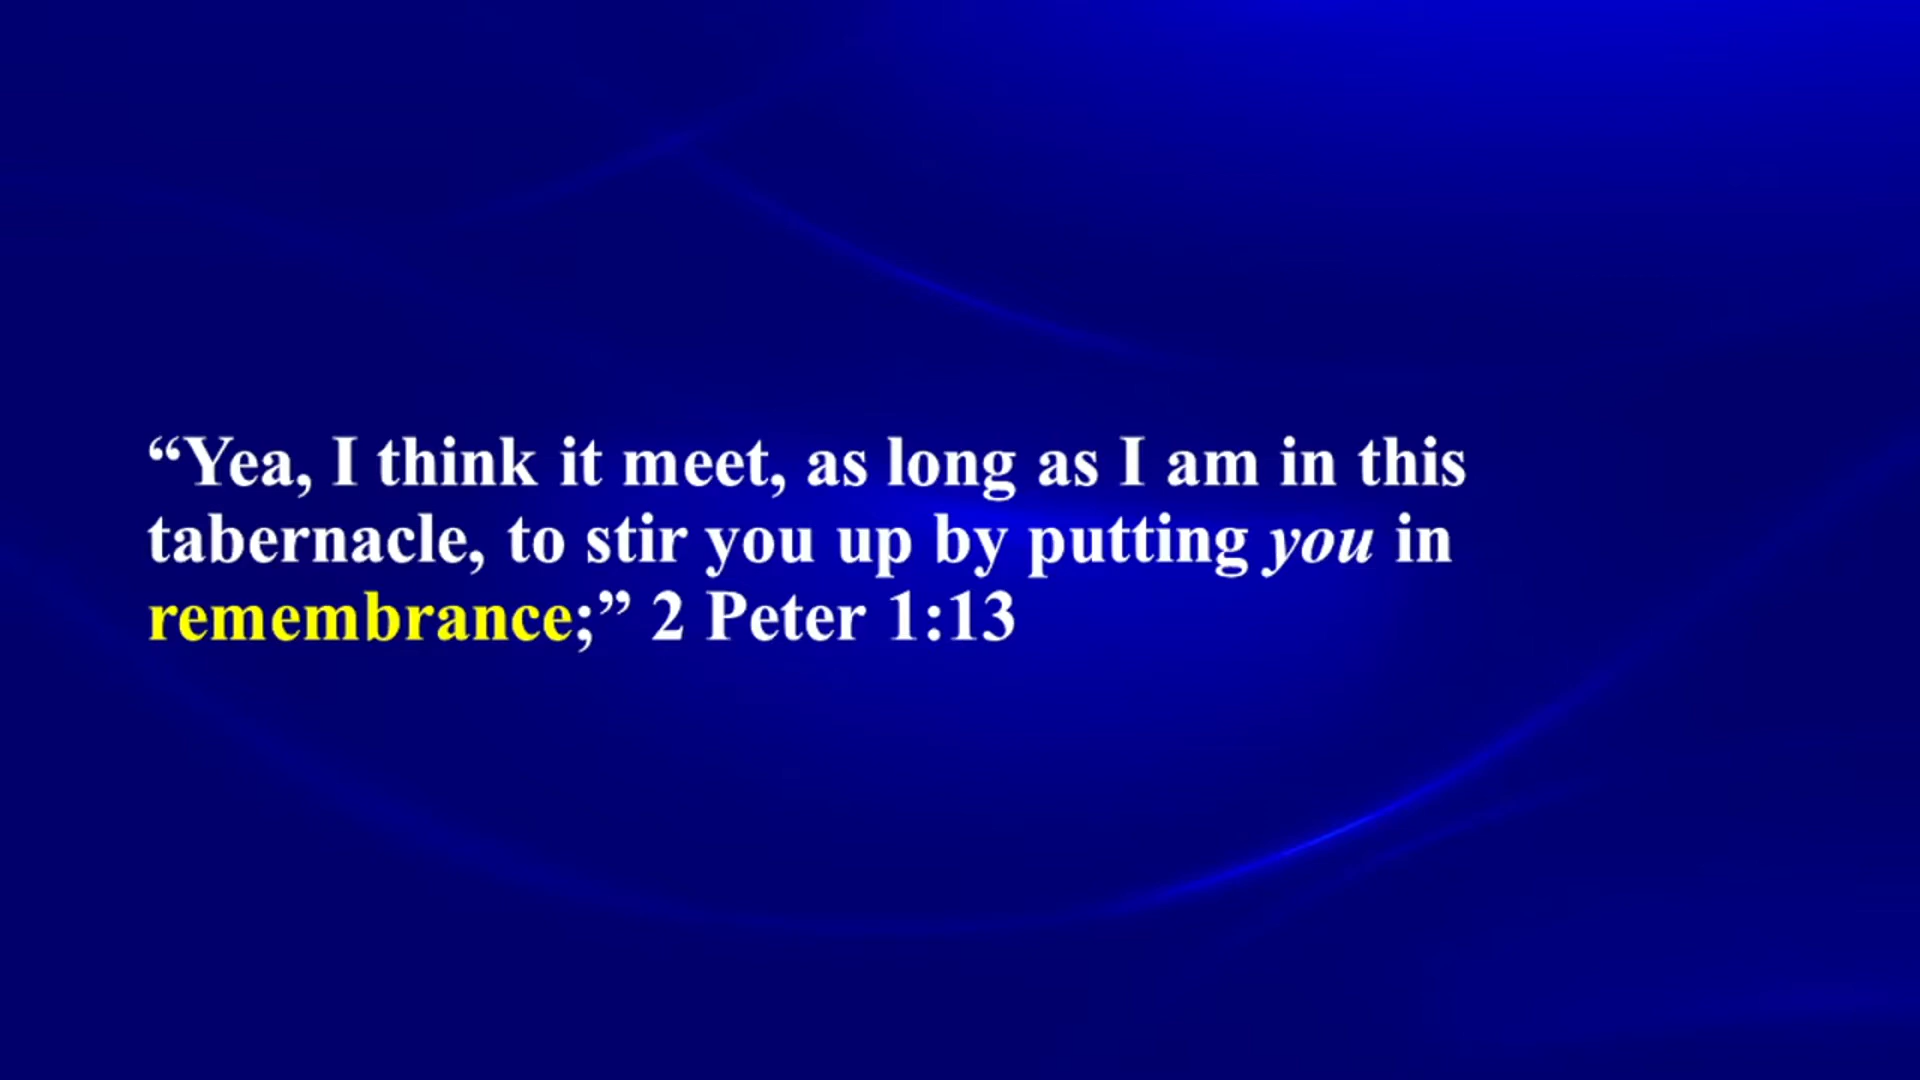 “Yea, I think it meet, as long as I am in this
tabernacle, to stir you up by putting you in
remembrance;” 2 Peter 1:13